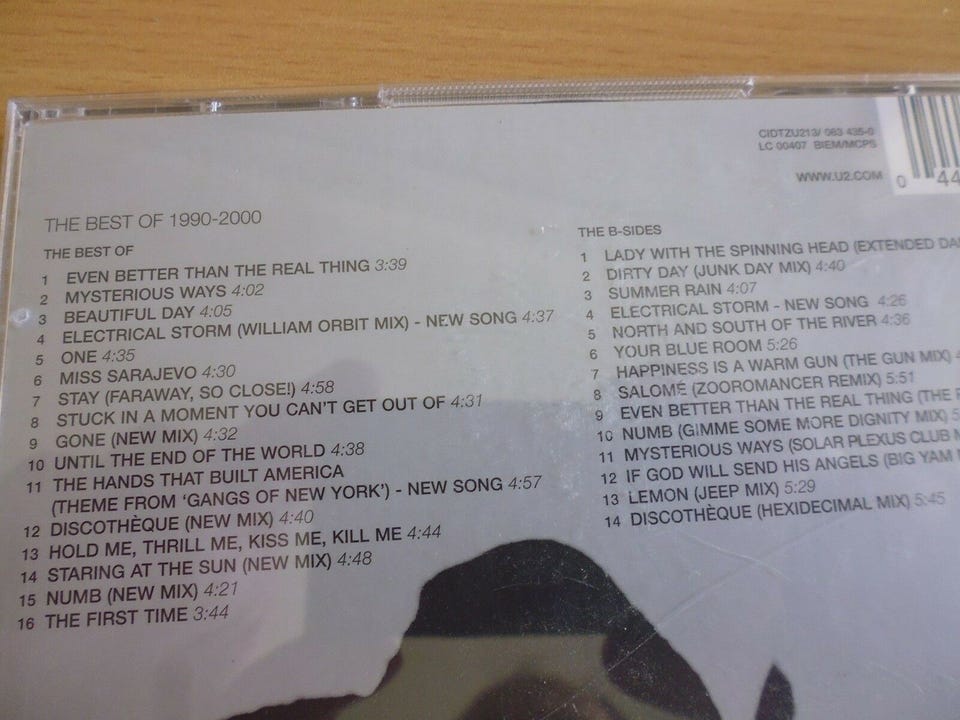 CIDTZU213/ 063 435-0
LC 00407 BIEM/MCPS
WWW.U2.COM
0 44
THE BEST OF 1990-2000
THE BEST OF
1 EVEN BETTER THAN THE REAL THING 3:39
2 MYSTERIOUS WAYS 4:02
3 BEAUTIFUL DAY 4:05
4 ELECTRICAL STORM (WILLIAM ORBIT MIX) - NEW SONG 4:37
5 ONE 4:35
6 MISS SARAJEVO 4:30
7 STAY (FARAWAY, SO CLOSE!) 4:58
8 STUCK IN A MOMENT YOU CAN'T GET OUT OF 4:31
9 GONE (NEW MIX) 4:32
10 UNTIL THE END OF THE WORLD 4:38
11 THE HANDS THAT BUILT AMERICA
(THEME FROM 'GANGS OF NEW YORK') - NEW SONG 4:57
12 DISCOTHÈQUE (NEW MIX) 4:40
13 HOLD ME, THRILL ME, KISS ME, KILL ME 4:44
14 STARING AT THE SUN (NEW MIX) 4:48
15 NUMB (NEW MIX) 4:21
16 THE FIRST TIME 3:44
THE B-SIDES
1 LADY WITH THE SPINNING HEAD (EXTENDED
2 DIRTY DAY (JUNK DAY MIX) 4:40
3 SUMMER RAIN 4:07
4 ELECTRICAL STORM - NEW SONG 4:26
5 NORTH AND SOUTH OF THE RIVER 4:36
6 YOUR BLUE ROOM 5:26
7 HAPPINESS IS A WARM GUN (THE GUN MIX)
8 SALOMÉ (ZOOROMANCER REMIX) 5:51
9 EVEN BETTER THAN THE REAL THING (THE
10 NUMB (GIMME SOME MORE DIGNITY MIX)
11 MYSTERIOUS WAYS (SOLAR PLEXUS CLUB
12 IF GOD WILL SEND HIS ANGELS (BIG YAM
13 LEMON (JEEP MIX) 5:29
14 DISCOTHÈQUE (HEXIDECIMAL MIX) 5:45